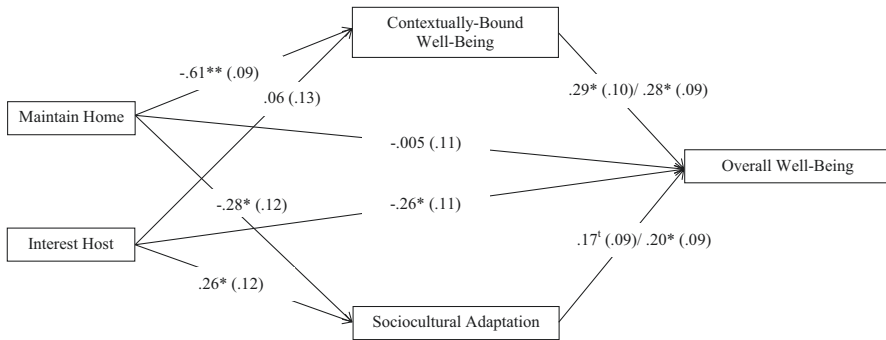 Contextually-Bound
Well-Being
-.61** (.09)
.06 (.13)
.29* (.10)/ .28* (.09)
Maintain Home
-.005 (.11)
Overall Well-Being
-.28* (.12)
-.26* (.11)
Interest Host
.17ᵗ (.09)/ .20* (.09)
.26* (.12)
Sociocultural Adaptation